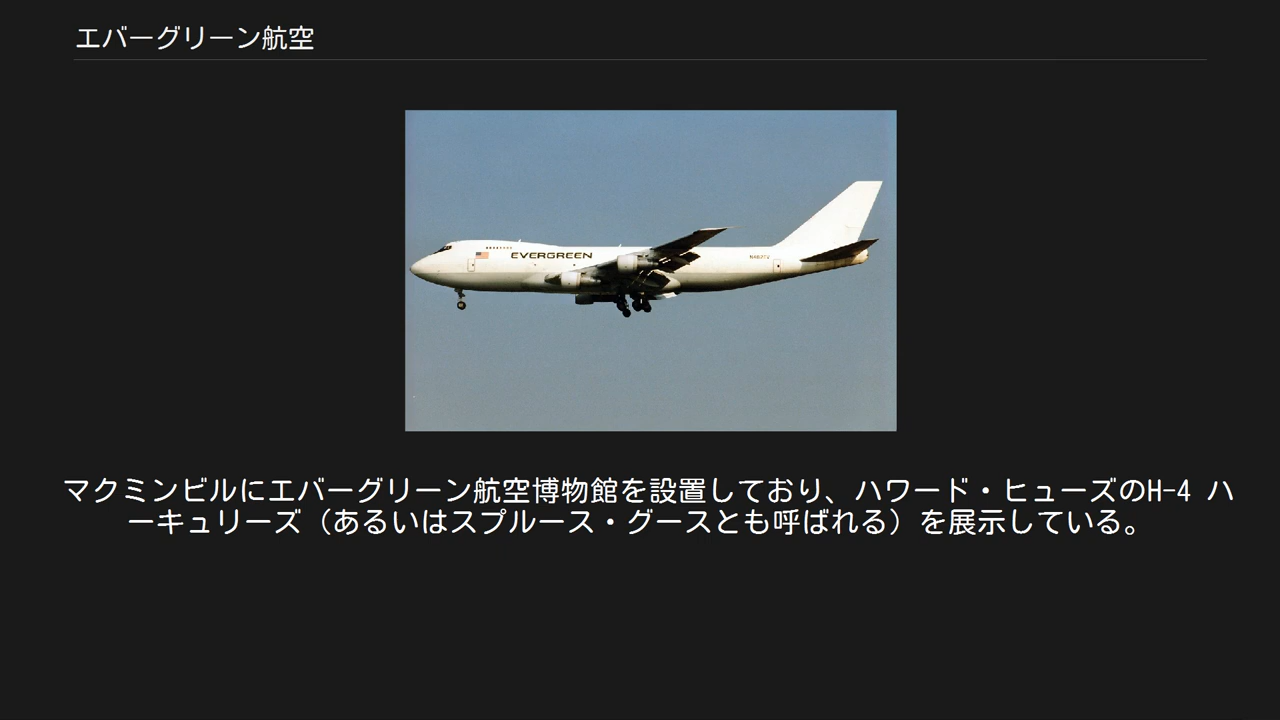 エバーグリーン航空
EVERGREEN
マクミンビルにエバーグリーン航空博物館を設置しており、ハワード・ヒューズのH-4 ハ
ーキュリーズ（あるいはスプルース・グースとも呼ばれる）を展示している。